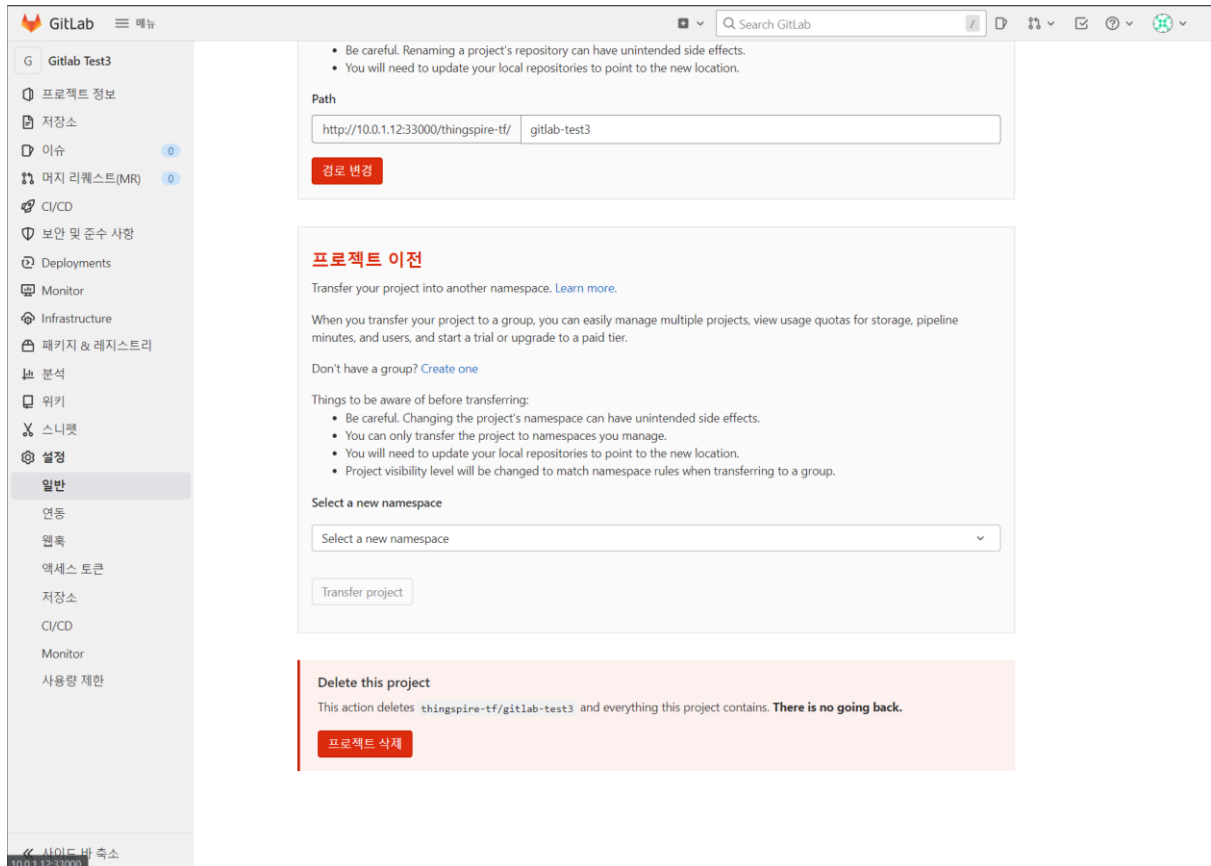 GitLab 메뉴
Search GitLab /
G Gitlab Test3
프로젝트 정보
저장소
이슈 0
머지 리퀘스트(MR) 0
CI/CD
보안 및 준수 사항
Deployments
Monitor
Infrastructure
패키지 & 레지스트리
분석
위키
스니펫
설정
일반
연동
웹훅
액세스 토큰
저장소
CI/CD
Monitor
사용량 제한
사이드 바 축소
10.0.1.12:33000
• Be careful. Renaming a project's repository can have unintended side effects.
• You will need to update your local repositories to point to the new location.
Path
http://10.0.1.12:33000/thingspire-tf/ gitlab-test3
경로 변경
프로젝트 이전
Transfer your project into another namespace. Learn more.
When you transfer your project to a group, you can easily manage multiple projects, view usage quotas for storage, pipeline
minutes, and users, and start a trial or upgrade to a paid tier.
Don't have a group? Create one
Things to be aware of before transferring:
• Be careful. Changing the project's namespace can have unintended side effects.
• You can only transfer the project to namespaces you manage.
• You will need to update your local repositories to point to the new location.
• Project visibility level will be changed to match namespace rules when transferring to a group.
Select a new namespace
Select a new namespace
Transfer project
Delete this project
This action deletes thingspire-tf/gitlab-test3 and everything this project contains. There is no going back.
프로젝트 삭제